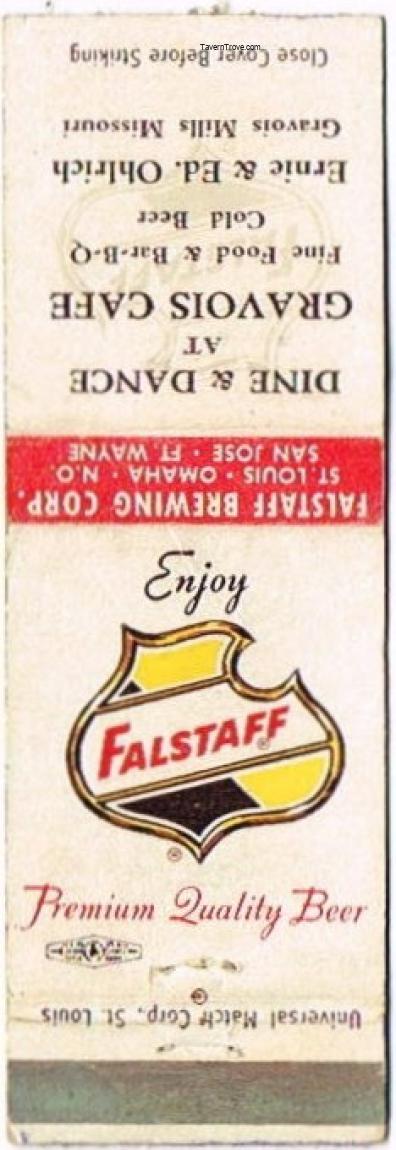 TavernTrove.com
Close Cover Before Striking
DINE & DANCE
AT
GRAVOIS CAFE
Fine Food & Bar-B-Q
Cold Beer
Ernie & Ed. Ohlrich
Gravois Mills Missouri
FALSTAFF BREWING CORP.
ST. LOUIS • OMAHA • N.O.
SAN JOSE • FT. WAYNE
Enjoy
FALSTAFF®
®
Premium Quality Beer
Universal Match Corp., St. Louis
©